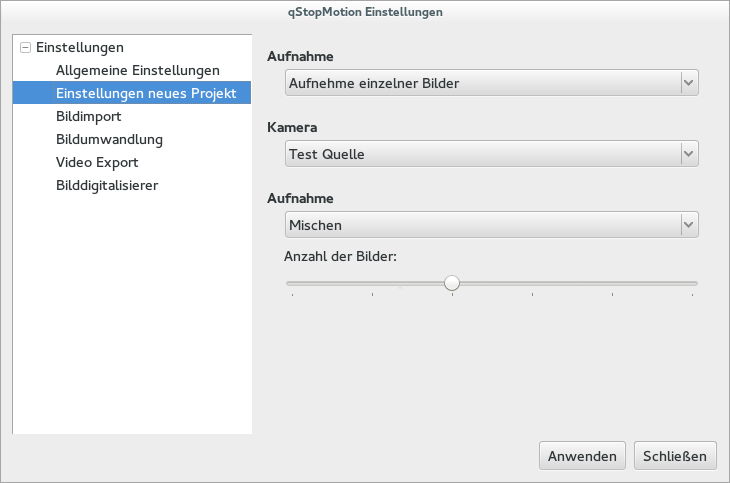 qStopMotion Einstellungen
Einstellungen
Allgemeine Einstellungen
Einstellungen neues Projekt
Bildimport
Bildumwandlung
Video Export
Bilddigitalisierer
Aufnahme
Aufnehme einzelner Bilder
Kamera
Test Quelle
Aufnahme
Mischen
Anzahl der Bilder:
Anwenden
Schließen